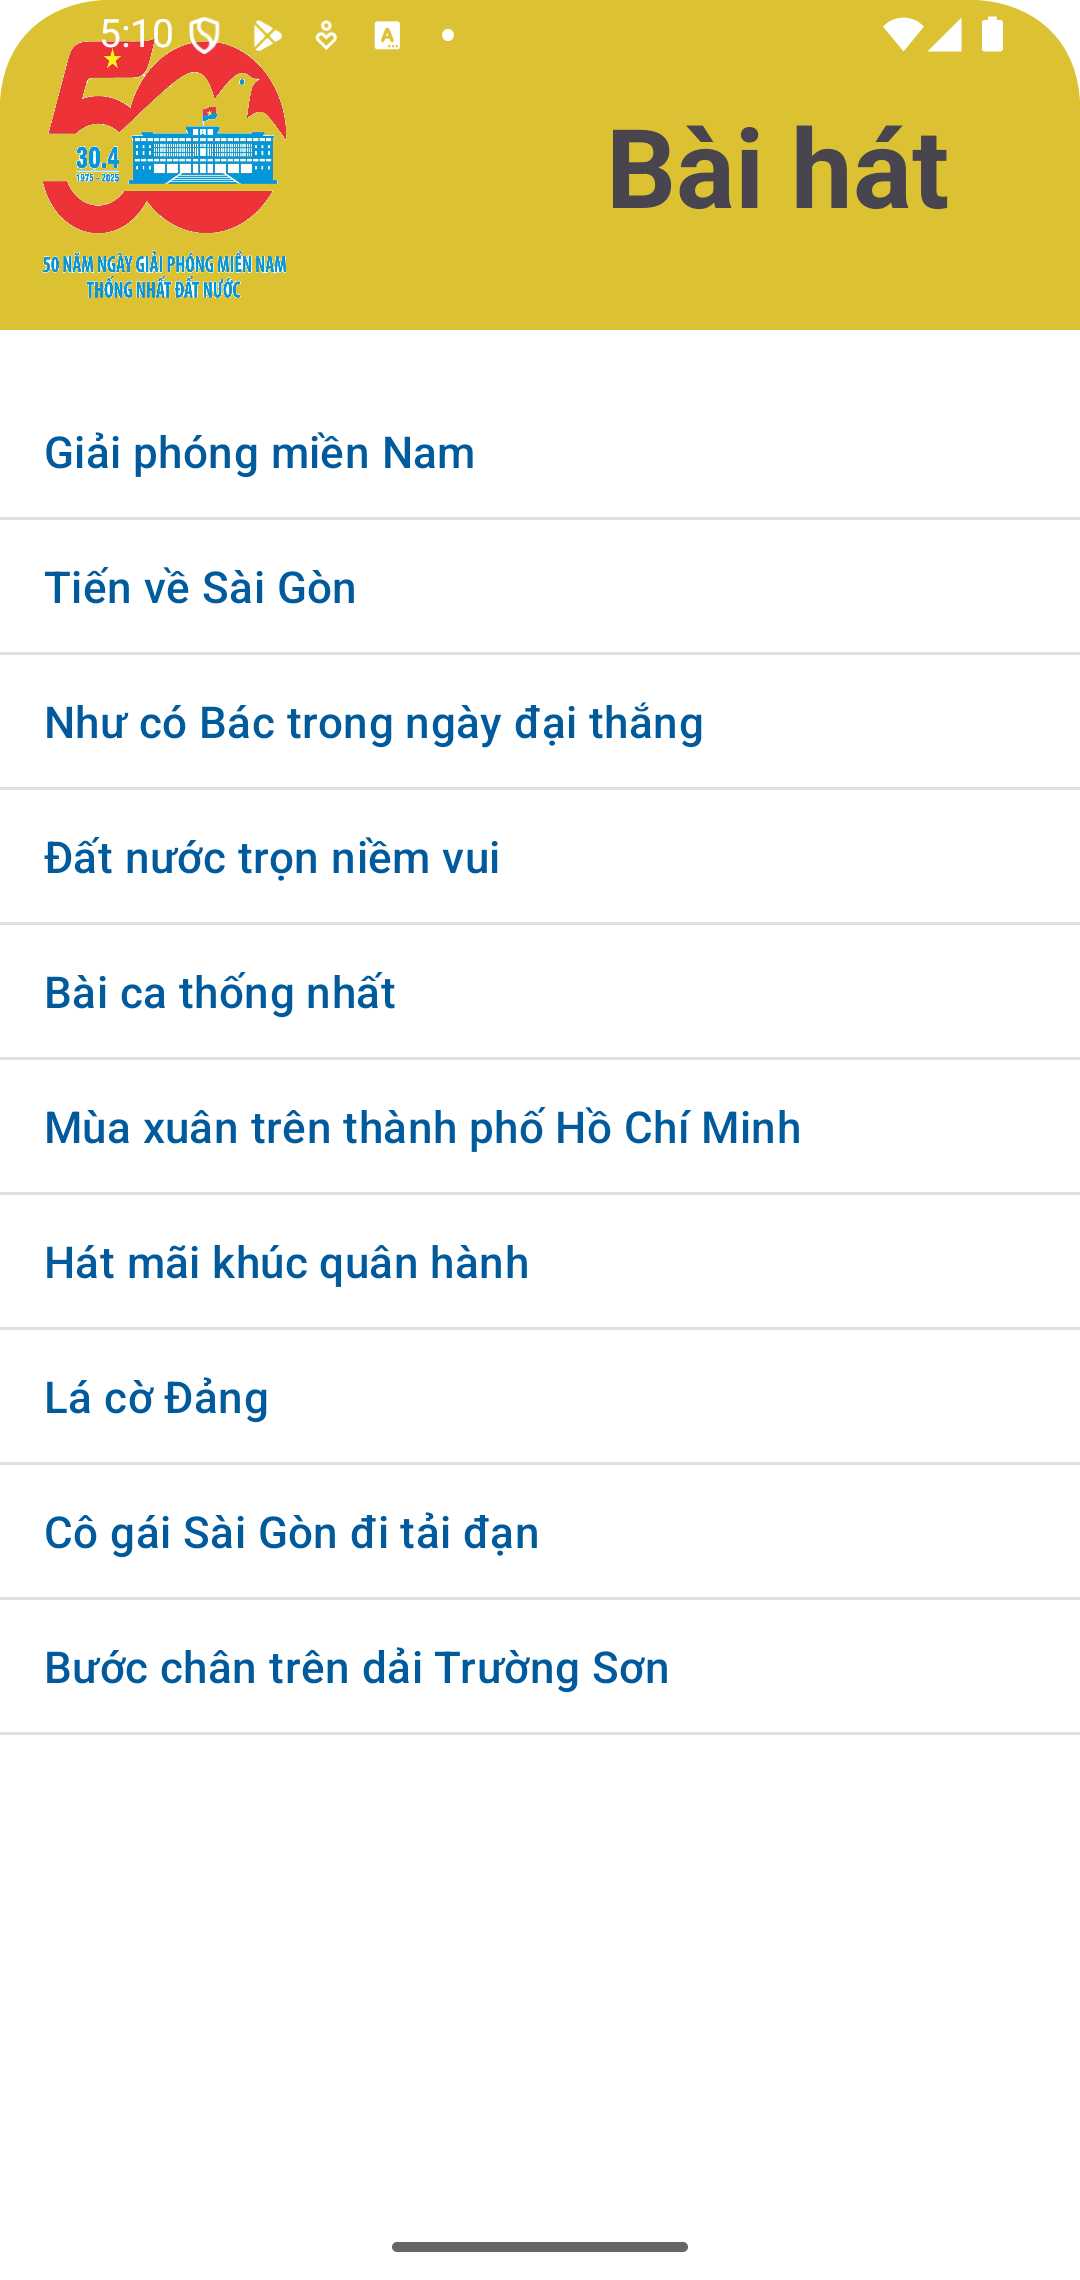 5:10
Bài hát
30.4
1975 - 2025
50 NĂM NGÀY GIẢI PHÓNG MIỀN NAM
THỐNG NHẤT ĐẤT NƯỚC
Giải phóng miền Nam
Tiến về Sài Gòn
Như có Bác trong ngày đại thắng
Đất nước trọn niềm vui
Bài ca thống nhất
Mùa xuân trên thành phố Hồ Chí Minh
Hát mãi khúc quân hành
Lá cờ Đảng
Cô gái Sài Gòn đi tải đạn
Bước chân trên dải Trường Sơn